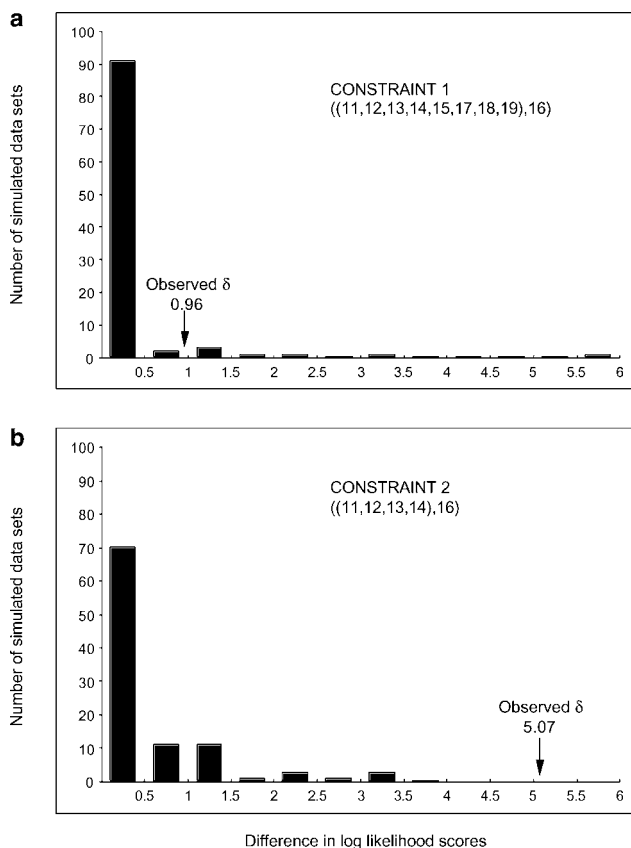 a
Number of simulated data sets
100
90
80
70
60
50
40
30
20
10
0
CONSTRAINT 1
((11,12,13,14,15,17,18,19),16)
Observed δ
0.96
0.5 1 1.5 2 2.5 3 3.5 4 4.5 5 5.5 6
b
Number of simulated data sets
100
90
80
70
60
50
40
30
20
10
0
CONSTRAINT 2
((11,12,13,14),16)
Observed δ
5.07
0.5 1 1.5 2 2.5 3 3.5 4 4.5 5 5.5 6
Difference in log likelihood scores